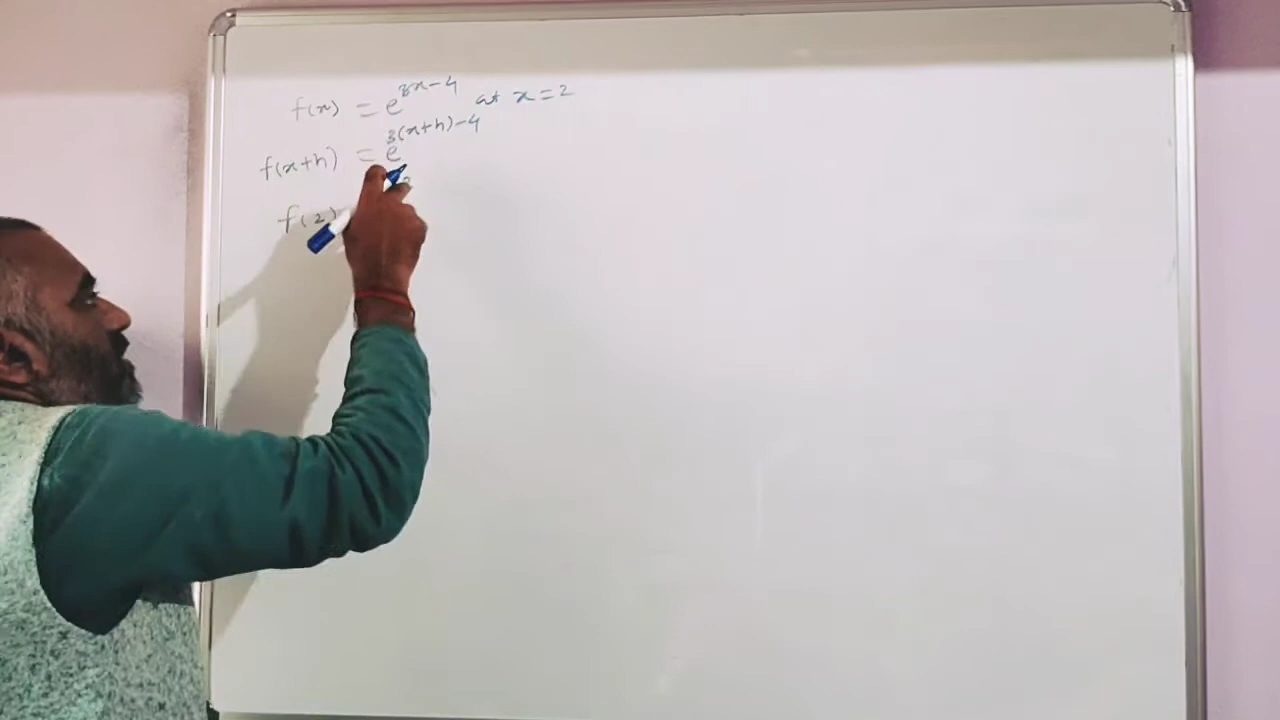 f(x) = e^{3x-4} at x=2
f(x+h) = e^{3(x+h)-4}
f(2)